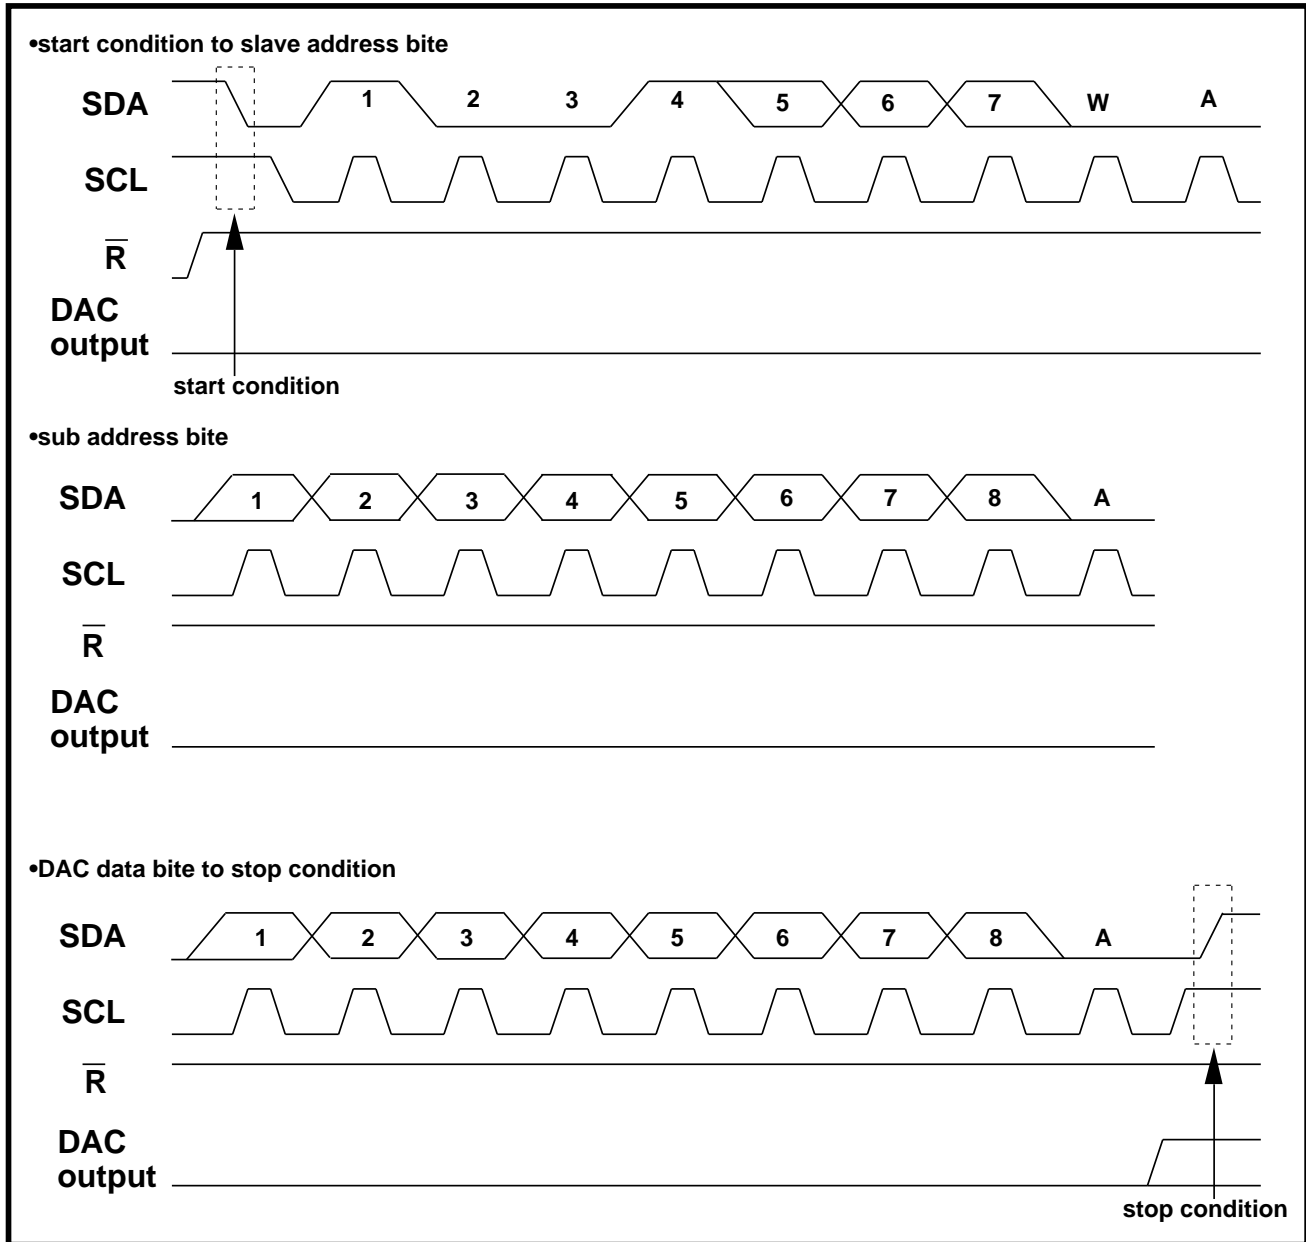 •start condition to slave address bite
SDA 1 2 3 4 5 6 7 W A
SCL
R̅
DAC
output
start condition
•sub address bite
SDA 1 2 3 4 5 6 7 8 A
SCL
R̅
DAC
output
•DAC data bite to stop condition
SDA 1 2 3 4 5 6 7 8 A
SCL
R̅
DAC
output
stop condition